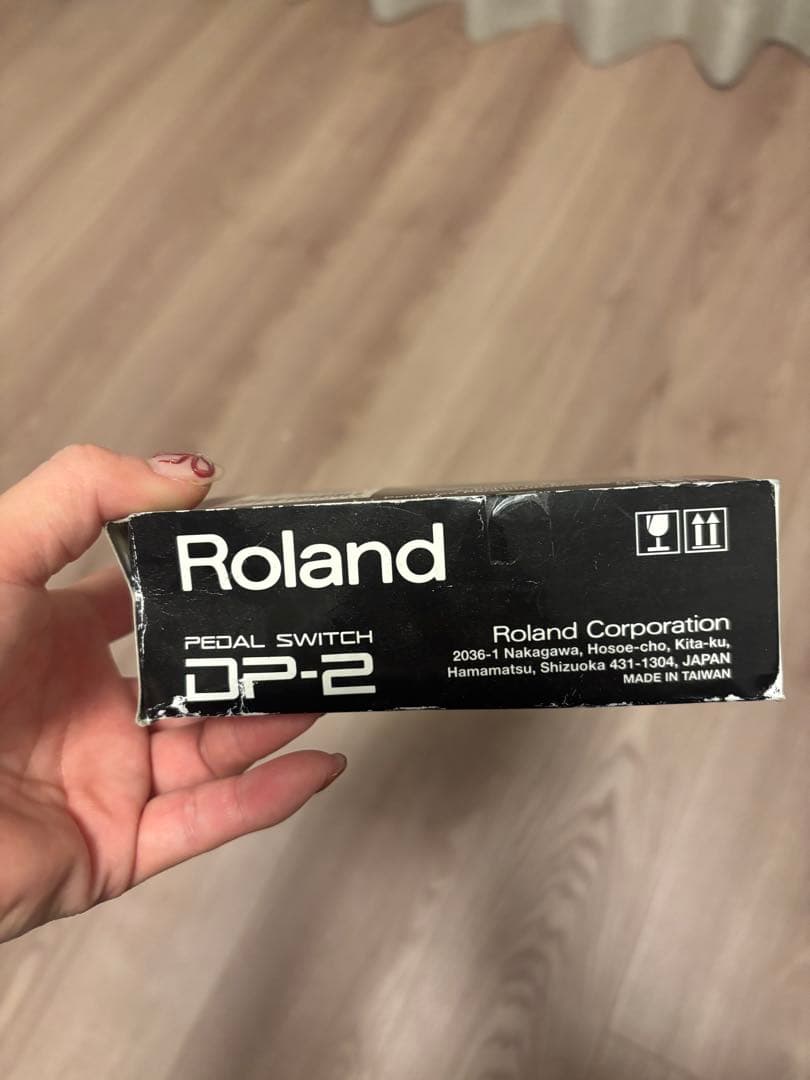 Roland
PEDAL SWITCH
DP-2
Roland Corporation
2036-1 Nakagawa, Hosoe-cho, Kita-ku,
Hamamatsu, Shizuoka 431-1304, JAPAN
MADE IN TAIWAN